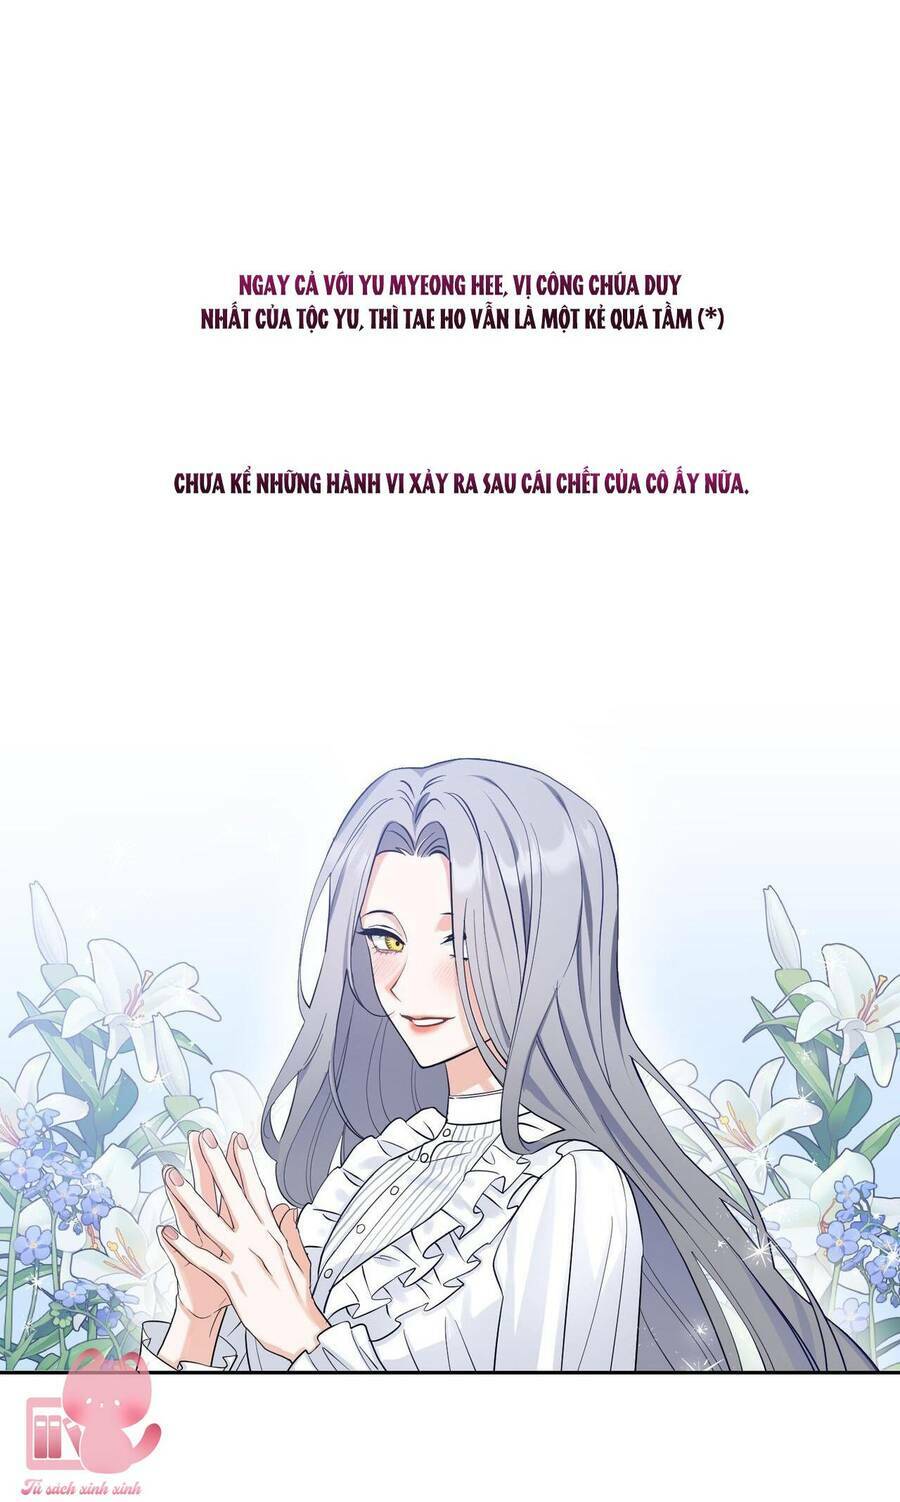 NGAY CẢ VỚI YU MYEONG HEE, VỊ CÔNG CHÚA DUY
NHẤT CỦA TỘC YU, THÌ TAE HO VẪN LÀ MỘT KẺ QUÁ TẦM (*)
CHƯA KỂ NHỮNG HÀNH VI XẢY RA SAU CÁI CHẾT CỦA CÔ ẤY NỮA.
Tủ sách xinh xinh